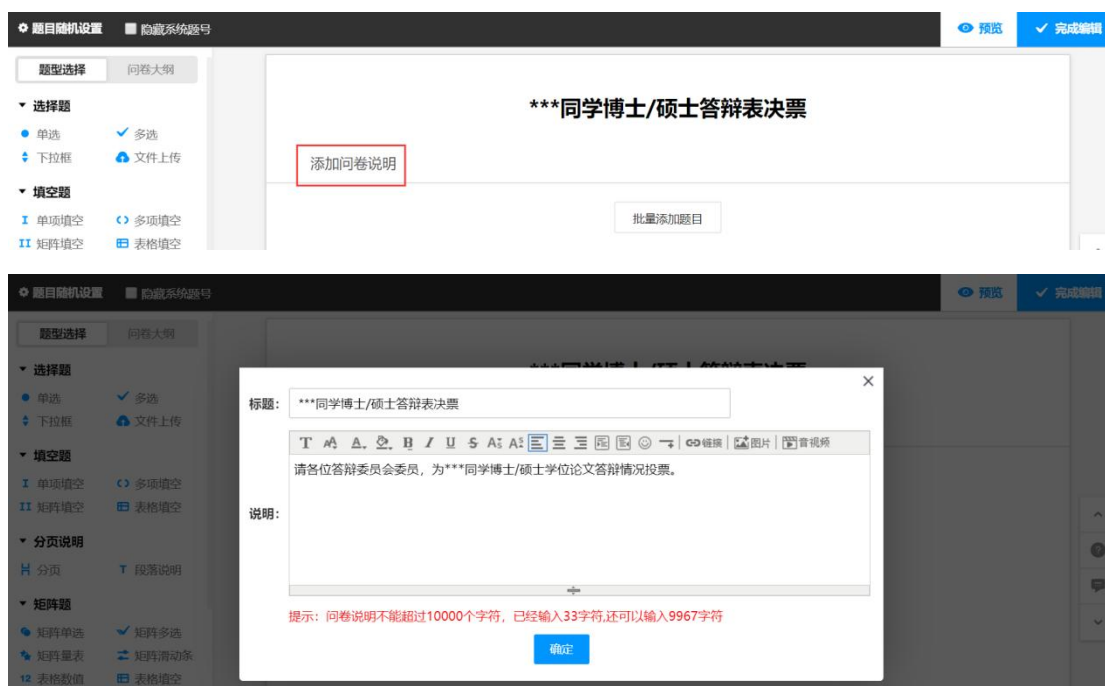 题目随机设置 隐藏系统题号 预览 完成编辑
题型选择 问卷大纲
***同学博士/硕士答辩表决票
选择题
单选 多选
下拉框 文件上传
添加问卷说明
填空题
单项填空 多项填空
矩阵填空 表格填空
批量添加题目
题目随机设置 隐藏系统题号 预览 完成编辑
题型选择 问卷大纲
选择题
单选 多选
下拉框 文件上传
填空题
单项填空 多项填空
矩阵填空 表格填空
分页说明
分页 段落说明
矩阵题
矩阵单选 矩阵多选
矩阵量表 矩阵滑动条
表格数值 表格填空
标题: ***同学博士/硕士答辩表决票
链接 图片 音视频
请各位答辩委员会委员，为***同学博士/硕士学位论文答辩情况投票。
说明:
提示：问卷说明不能超过10000个字符，已经输入33字符,还可以输入9967字符
确定